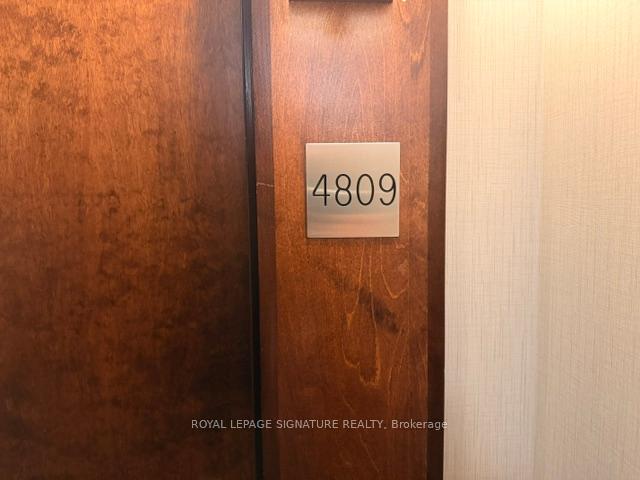 4809
ROYAL LEPAGE SIGNATURE REALTY, Brokerage